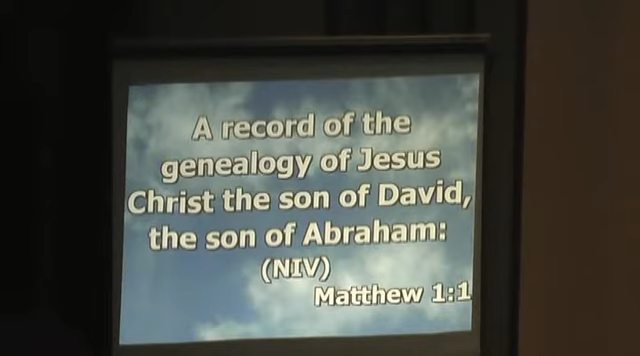 A record of the
genealogy of Jesus
Christ the son of David,
the son of Abraham:
(NIV)
Matthew 1:1